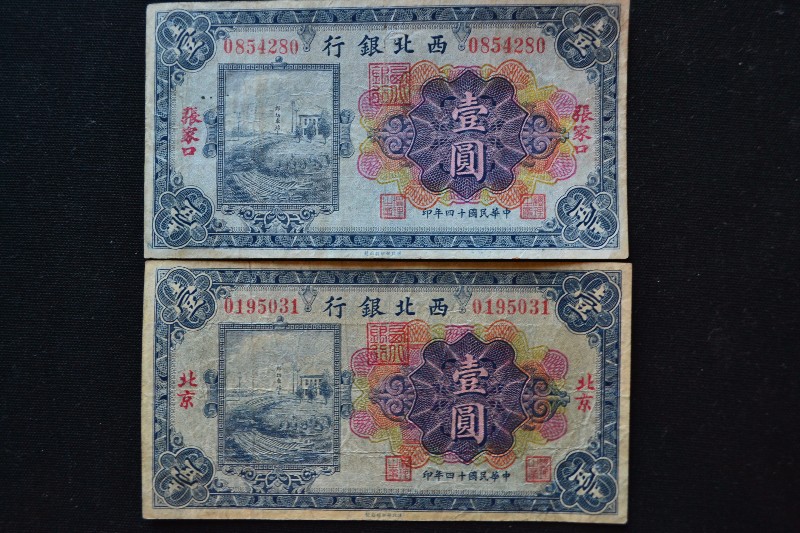 0854280 西北銀行 0854280
張家口
壹圓
張家口
中華民國十四年印
0195031 西北銀行 0195031
北京
壹圓
北京
中華民國十四年印